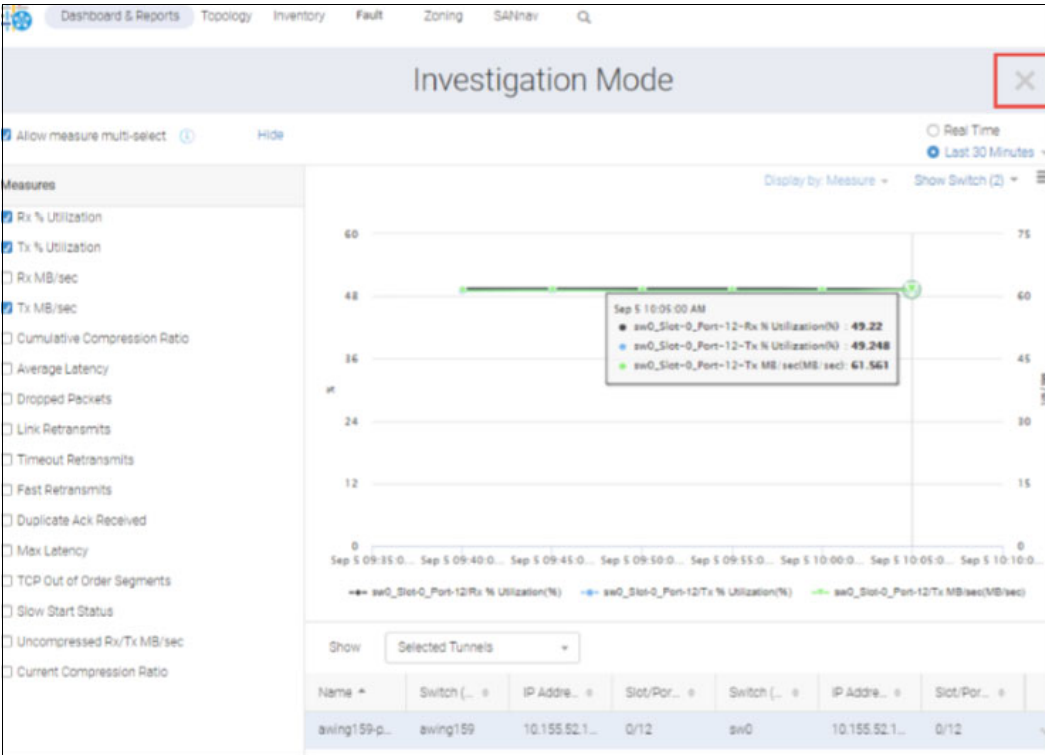 Dashboard & Reports Topology Inventory Fault Zoning SANnav
Investigation Mode
Allow measure multi-select Hide
Real Time
Last 30 Minutes
Measures
Display by: Measure Show Switch (2)
Rx % Utilization
Tx % Utilization
Rx MB/sec
Tx MB/sec
Cumulative Compression Ratio
Average Latency
Dropped Packets
Link Retransmits
Timeout Retransmits
Fast Retransmits
Duplicate Ack Received
Max Latency
TCP Out of Order Segments
Slow Start Status
Uncompressed Rx/Tx MB/sec
Current Compression Ratio
60 75
48 60
36 45
%
24 30
12 15
0 0
Sep 5 10:05:00 AM
sw0_Slot-0_Port-12-Rx % Utilization(%) : 49.22
sw0_Slot-0_Port-12-Tx % Utilization(%) : 49.248
sw0_Slot-0_Port-12-Tx MB/sec(MB/sec): 61.561
Sep 5 09:35:0... Sep 5 09:40:0... Sep 5 09:45:0... Sep 5 09:50:0... Sep 5 09:55:0... Sep 5 10:00:0... Sep 5 10:05:0... Sep 5 10:10:0...
sw0_Slot-0_Port-12/Rx % Utilization(%) sw0_Slot-0_Port-12/Tx % Utilization(%) sw0_Slot-0_Port-12/Tx MB/sec(MB/sec)
Show Selected Tunnels
Name Switch (... IP Addre... Slot/Por... Switch (... IP Addre... Slot/Por...
awing159-p... awing159 10.155.52.1... 0/12 sw0 10.155.52.1... 0/12